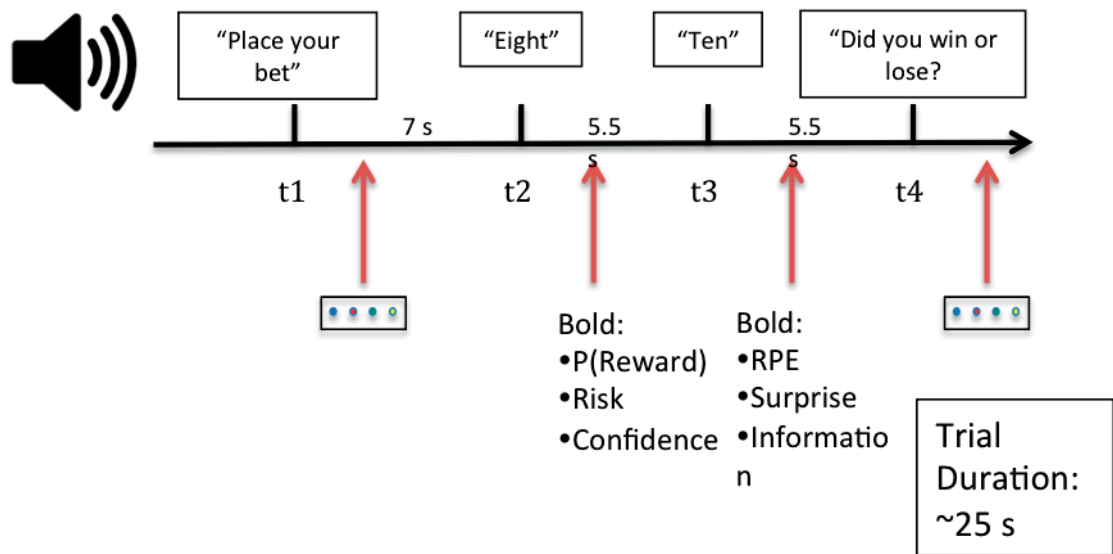 “Place your
bet”
“Eight”
“Ten”
“Did you win or
lose?
7 s
5.5
s
5.5
s
t1
t2
t3
t4
Bold:
•P(Reward)
•Risk
•Confidence
Bold:
•RPE
•Surprise
•Informatio
n
Trial
Duration:
~25 s